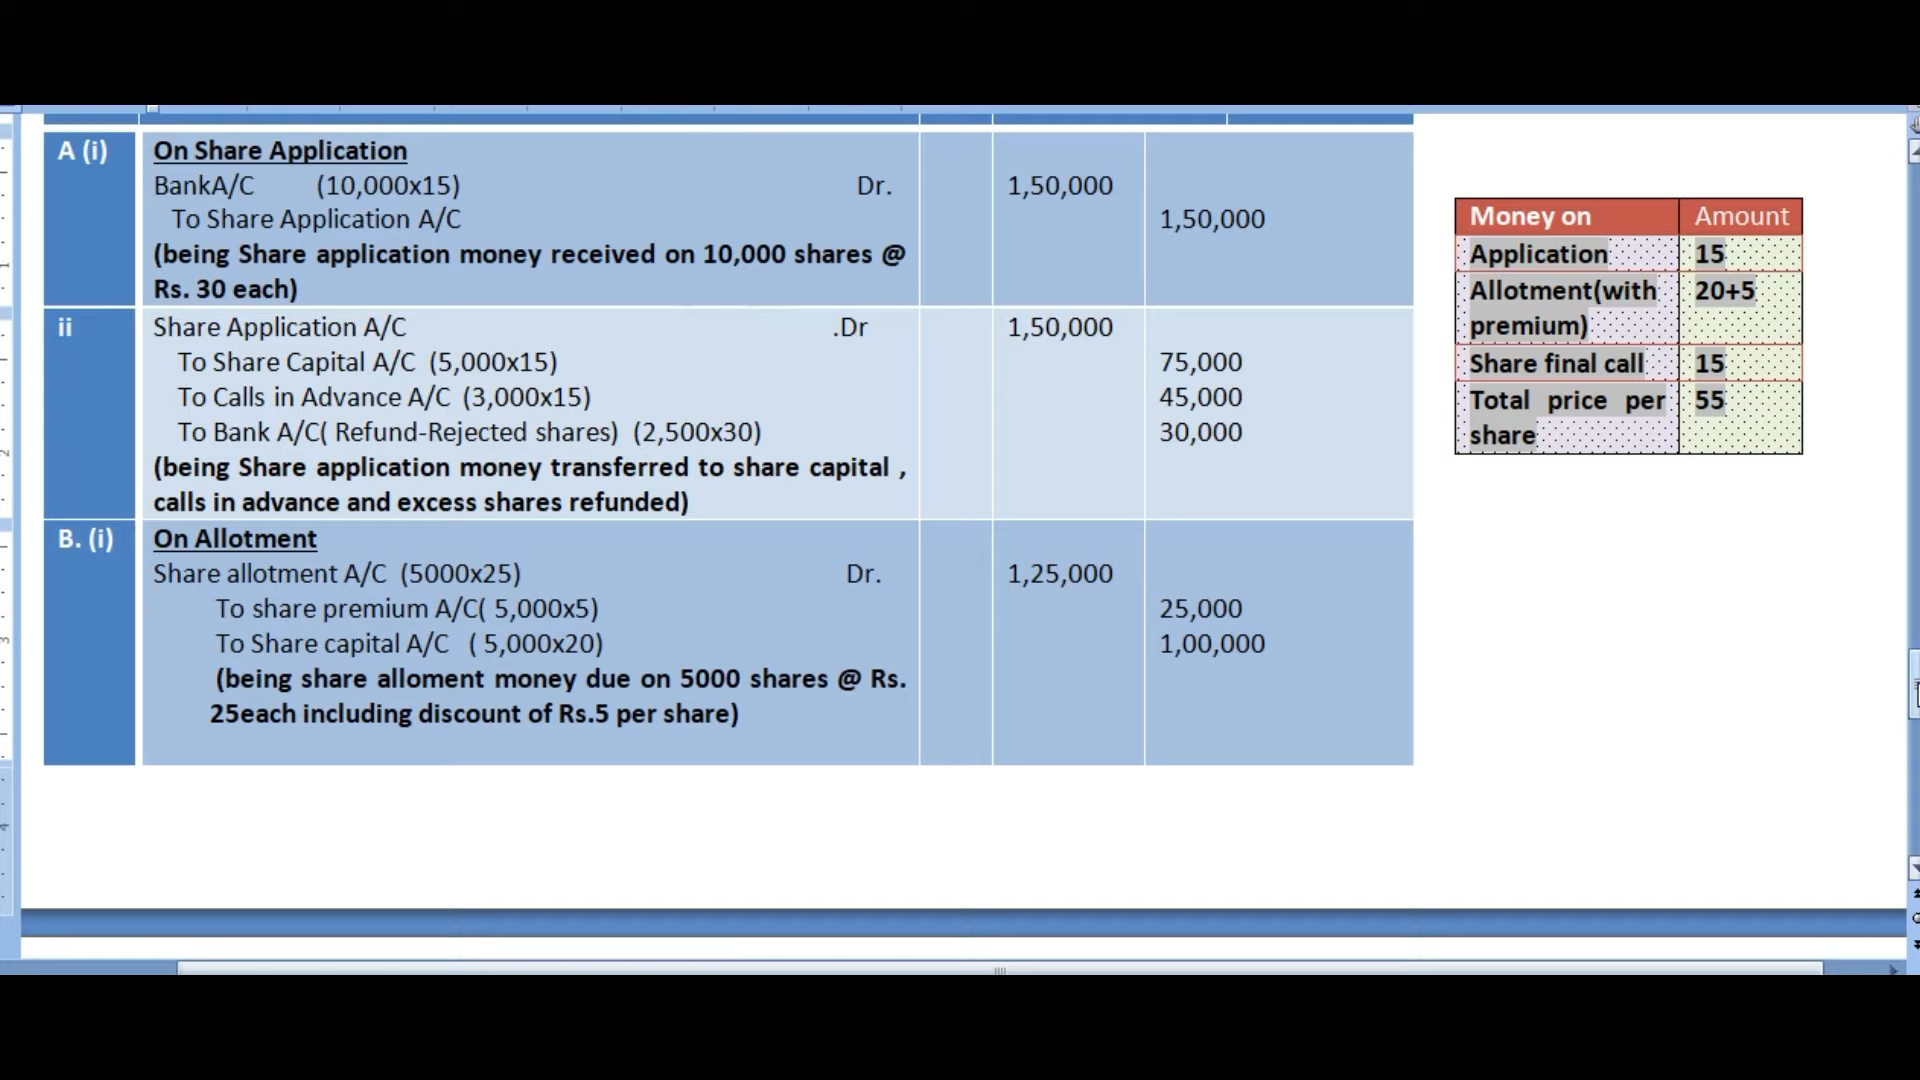 A (i)
On Share Application
BankA/C (10,000x15) Dr. 1,50,000
To Share Application A/C 1,50,000
(being Share application money received on 10,000 shares @
Rs. 30 each)
ii
Share Application A/C .Dr 1,50,000
To Share Capital A/C (5,000x15) 75,000
To Calls in Advance A/C (3,000x15) 45,000
To Bank A/C( Refund-Rejected shares) (2,500x30) 30,000
(being Share application money transferred to share capital ,
calls in advance and excess shares refunded)
B. (i)
On Allotment
Share allotment A/C (5000x25) Dr. 1,25,000
To share premium A/C( 5,000x5) 25,000
To Share capital A/C ( 5,000x20) 1,00,000
(being share alloment money due on 5000 shares @ Rs.
25each including discount of Rs.5 per share)
Money on Amount
Application 15
Allotment(with 20+5
premium)
Share final call 15
Total price per 55
share
1
2
3
4